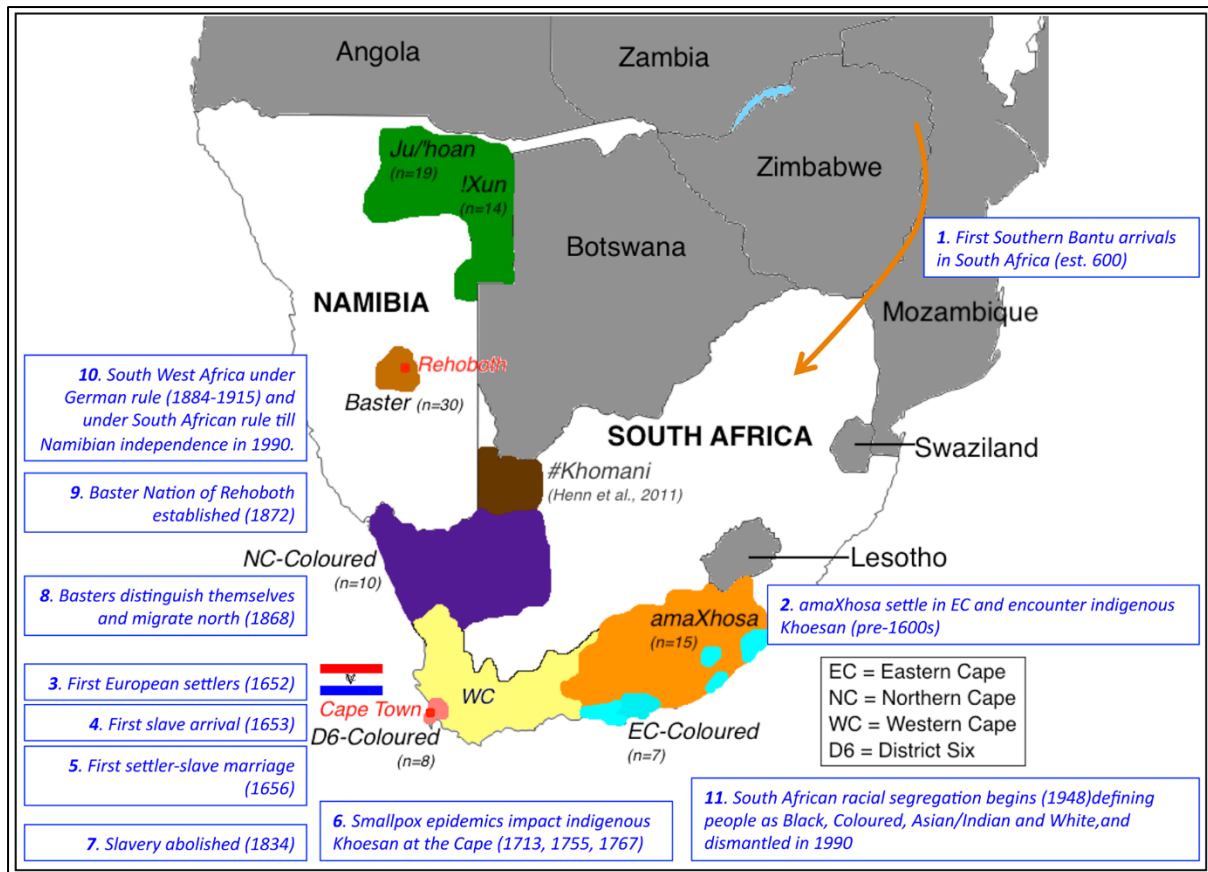 Angola
Zambia
Zimbabwe
Ju/'hoan
(n=19)
!Xun
(n=14)
Botswana
1. First Southern Bantu arrivals
in South Africa (est. 600)
NAMIBIA
Mozambique
10. South West Africa under
German rule (1884-1915) and
under South African rule till
Namibian independence in 1990.
Rehoboth
Baster (n=30)
SOUTH AFRICA
Swaziland
#Khomani
(Henn et al., 2011)
9. Baster Nation of Rehoboth
established (1872)
NC-Coloured
(n=10)
Lesotho
8. Basters distinguish themselves
and migrate north (1868)
amaXhosa
(n=15)
2. amaXhosa settle in EC and encounter indigenous
Khoesan (pre-1600s)
3. First European settlers (1652)
WC
EC = Eastern Cape
NC = Northern Cape
WC = Western Cape
D6 = District Six
4. First slave arrival (1653)
Cape Town
D6-Coloured
(n=8)
EC-Coloured
(n=7)
5. First settler-slave marriage
(1656)
6. Smallpox epidemics impact indigenous
Khoesan at the Cape (1713, 1755, 1767)
11. South African racial segregation begins (1948)defining
people as Black, Coloured, Asian/Indian and White,and
dismantled in 1990
7. Slavery abolished (1834)